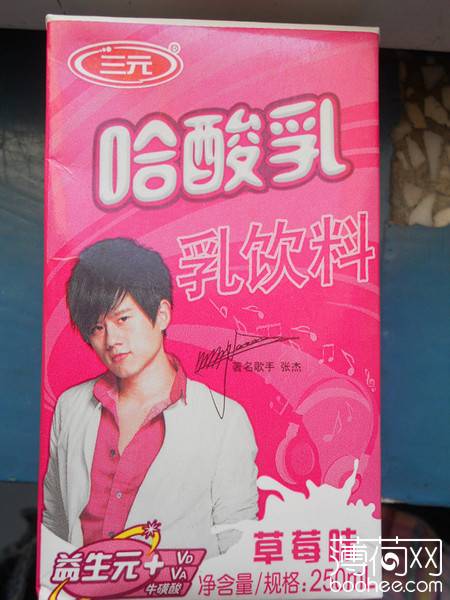 三元®
哈酸乳
乳饮料
著名歌手 张杰
草莓味
益生元+ VD
VA
牛磺酸
净含量/规格: 250mL
薄荷网
boohee.com